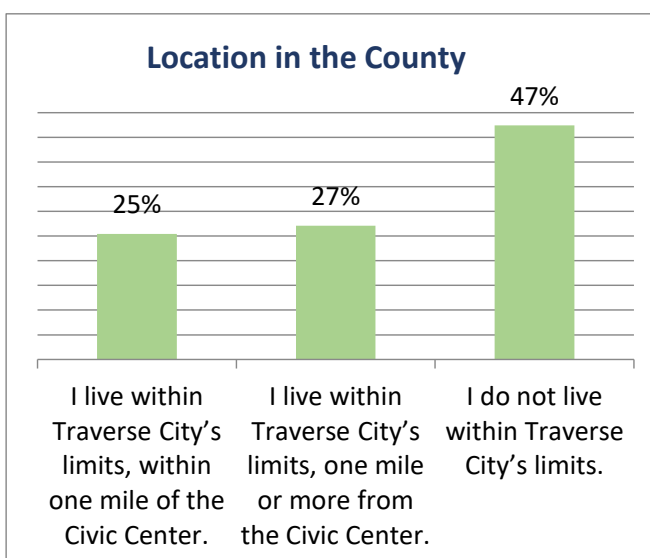 Location in the County
47%
25%
27%
I live within
Traverse City’s
limits, within
one mile of the
Civic Center.
I live within
Traverse City’s
limits, one mile
or more from
the Civic Center.
I do not live
within Traverse
City’s limits.